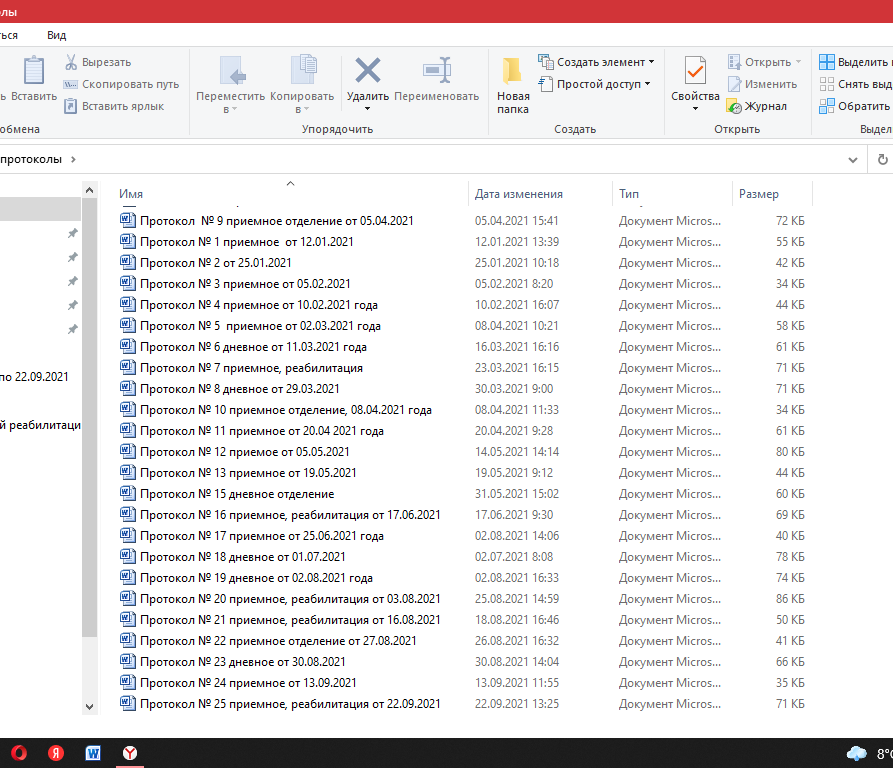 олы
ься Вид
Вырезать
Скопировать путь
ь Вставить Вставить ярлык
обмена
Переместить в Копировать в Удалить Переименовать
Упорядочить
Новая папка
Создать элемент
Простой доступ
Создать
Свойства
Открыть
Изменить
Журнал
Открыть
Выделить
Снять выд
Обратить
Выдел
протоколы
по 22.09.2021
й реабилитаци
Имя Дата изменения Тип Размер
Протокол № 9 приемное отделение от 05.04.2021 05.04.2021 15:41 Документ Micros... 72 КБ
Протокол № 1 приемное от 12.01.2021 12.01.2021 13:39 Документ Micros... 55 КБ
Протокол № 2 от 25.01.2021 25.01.2021 10:18 Документ Micros... 42 КБ
Протокол № 3 приемное от 05.02.2021 05.02.2021 8:20 Документ Micros... 34 КБ
Протокол № 4 приемное от 10.02.2021 года 10.02.2021 16:07 Документ Micros... 44 КБ
Протокол № 5 приемное от 02.03.2021 года 08.04.2021 10:21 Документ Micros... 58 КБ
Протокол № 6 дневное от 11.03.2021 года 16.03.2021 16:16 Документ Micros... 61 КБ
Протокол № 7 приемное, реабилитация 23.03.2021 16:15 Документ Micros... 71 КБ
Протокол № 8 дневное от 29.03.2021 30.03.2021 9:00 Документ Micros... 71 КБ
Протокол № 10 приемное отделение, 08.04.2021 года 08.04.2021 11:33 Документ Micros... 34 КБ
Протокол № 11 приемное от 20.04 2021 года 20.04.2021 9:28 Документ Micros... 61 КБ
Протокол № 12 приемое от 05.05.2021 14.05.2021 14:14 Документ Micros... 80 КБ
Протокол № 13 приемное от 19.05.2021 19.05.2021 9:12 Документ Micros... 44 КБ
Протокол № 15 дневное отделение 31.05.2021 15:02 Документ Micros... 60 КБ
Протокол № 16 приемное, реабилитация от 17.06.2021 17.06.2021 9:30 Документ Micros... 69 КБ
Протокол № 17 приемное от 25.06.2021 года 02.08.2021 14:06 Документ Micros... 40 КБ
Протокол № 18 дневное от 01.07.2021 02.07.2021 8:08 Документ Micros... 78 КБ
Протокол № 19 дневное от 02.08.2021 года 02.08.2021 16:33 Документ Micros... 74 КБ
Протокол № 20 приемное, реабилитация от 03.08.2021 25.08.2021 14:59 Документ Micros... 86 КБ
Протокол № 21 приемное, реабилитация от 16.08.2021 18.08.2021 16:46 Документ Micros... 50 КБ
Протокол № 22 приемное отделение от 27.08.2021 26.08.2021 16:32 Документ Micros... 41 КБ
Протокол № 23 дневное от 30.08.2021 30.08.2021 14:04 Документ Micros... 66 КБ
Протокол № 24 приемное от 13.09.2021 13.09.2021 11:55 Документ Micros... 35 КБ
Протокол № 25 приемное, реабилитация от 22.09.2021 22.09.2021 13:25 Документ Micros... 71 КБ
8°